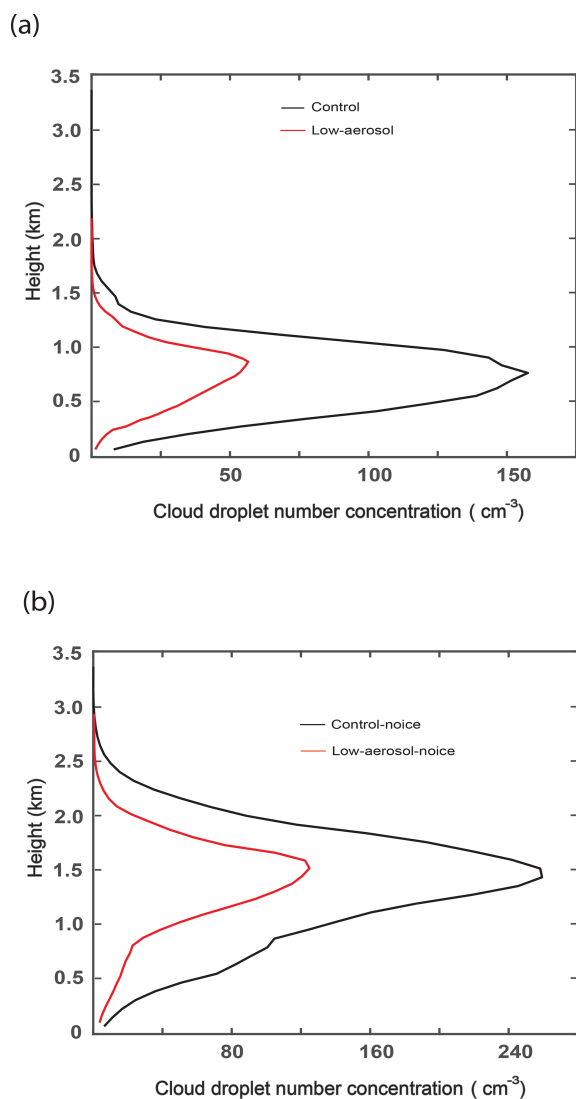 (a)
3.5
3.0
2.5
2.0
1.5
1.0
0.5
0
Height (km)
Control
Low-aerosol
50
100
150
Cloud droplet number concentration ( cm⁻³)
(b)
3.5
3.0
2.5
2.0
1.5
1.0
0.5
0
Height (km)
Control-noice
Low-aerosol-noice
80
160
240
Cloud droplet number concentration ( cm⁻³)